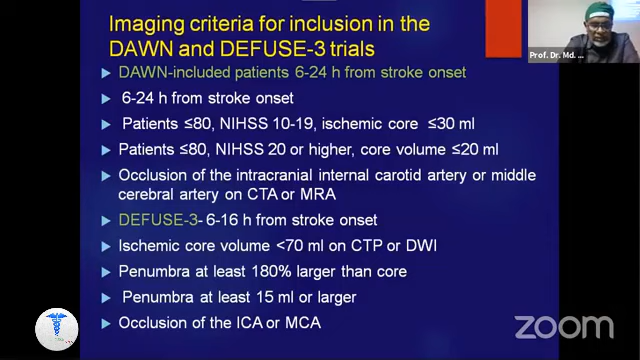 Imaging criteria for inclusion in the
DAWN and DEFUSE-3 trials
DAWN-included patients 6-24 h from stroke onset
6-24 h from stroke onset
Patients ≤80, NIHSS 10-19, ischemic core ≤30 ml
Patients ≤80, NIHSS 20 or higher, core volume ≤20 ml
Occlusion of the intracranial internal carotid artery or middle
cerebral artery on CTA or MRA
DEFUSE-3- 6-16 h from stroke onset
Ischemic core volume <70 ml on CTP or DWI
Penumbra at least 180% larger than core
Penumbra at least 15 ml or larger
Occlusion of the ICA or MCA
Prof. Dr. Md. ...
zoom